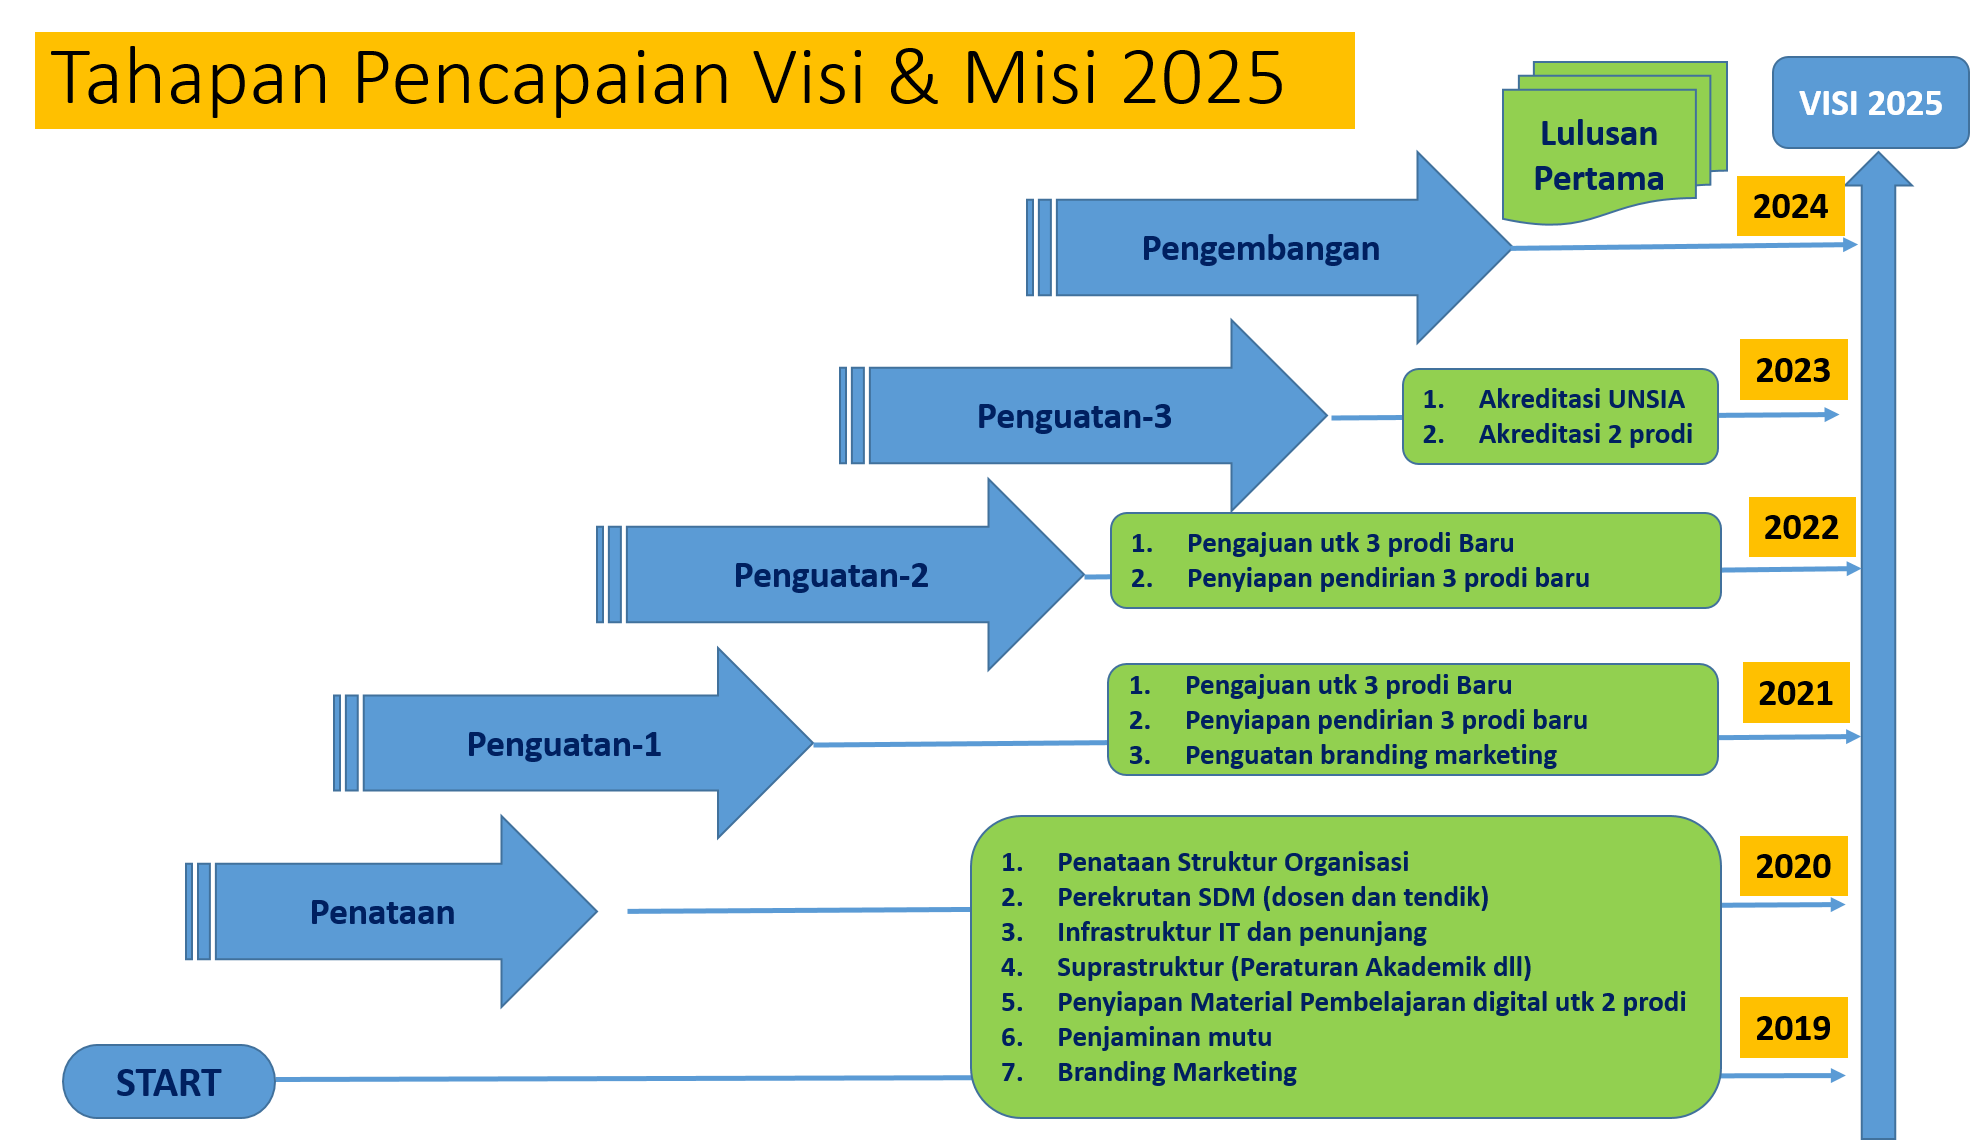 Tahapan Pencapaian Visi & Misi 2025
VISI 2025
Lulusan
Pertama
2024
Pengembangan
2023
Penguatan-3
1. Akreditasi UNSIA
2. Akreditasi 2 prodi
2022
Penguatan-2
1. Pengajuan utk 3 prodi Baru
2. Penyiapan pendirian 3 prodi baru
2021
Penguatan-1
1. Pengajuan utk 3 prodi Baru
2. Penyiapan pendirian 3 prodi baru
3. Penguatan branding marketing
2020
Penataan
1. Penataan Struktur Organisasi
2. Perekrutan SDM (dosen dan tendik)
3. Infrastruktur IT dan penunjang
4. Suprastruktur (Peraturan Akademik dll)
5. Penyiapan Material Pembelajaran digital utk 2 prodi
6. Penjaminan mutu
7. Branding Marketing
2019
START